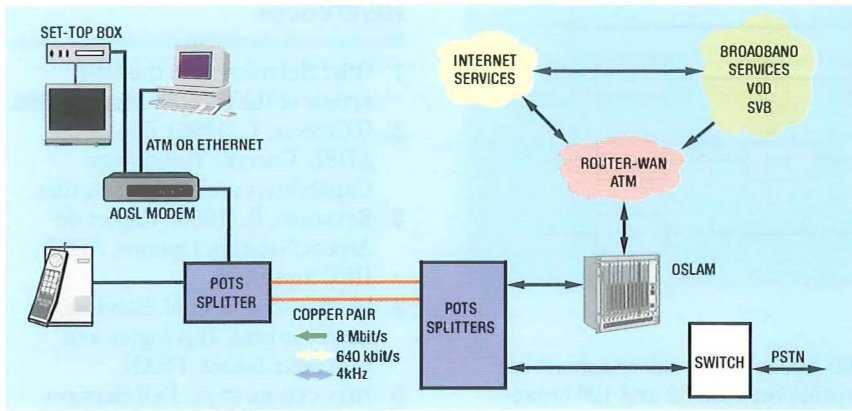 SET-TOP BOX
ATM OR ETHERNET
AOSL MODEM
POTS
SPLITTER
COPPER PAIR
8 Mbit/s
640 kbit/s
4kHz
POTS
SPLITTERS
INTERNET
SERVICES
BROAOBANO
SERVICES
VOD
SVB
ROUTER-WAN
ATM
OSLAM
SWITCH
PSTN